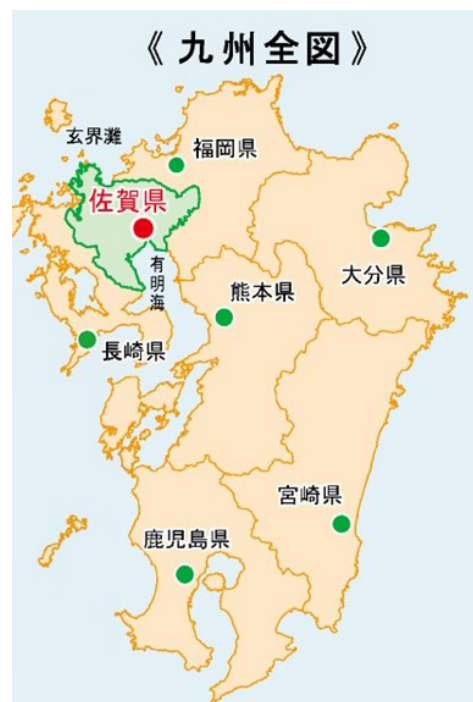 《九州全図》
玄界灘
福岡県
佐賀県
有明海
大分県
熊本県
長崎県
宮崎県
鹿児島県